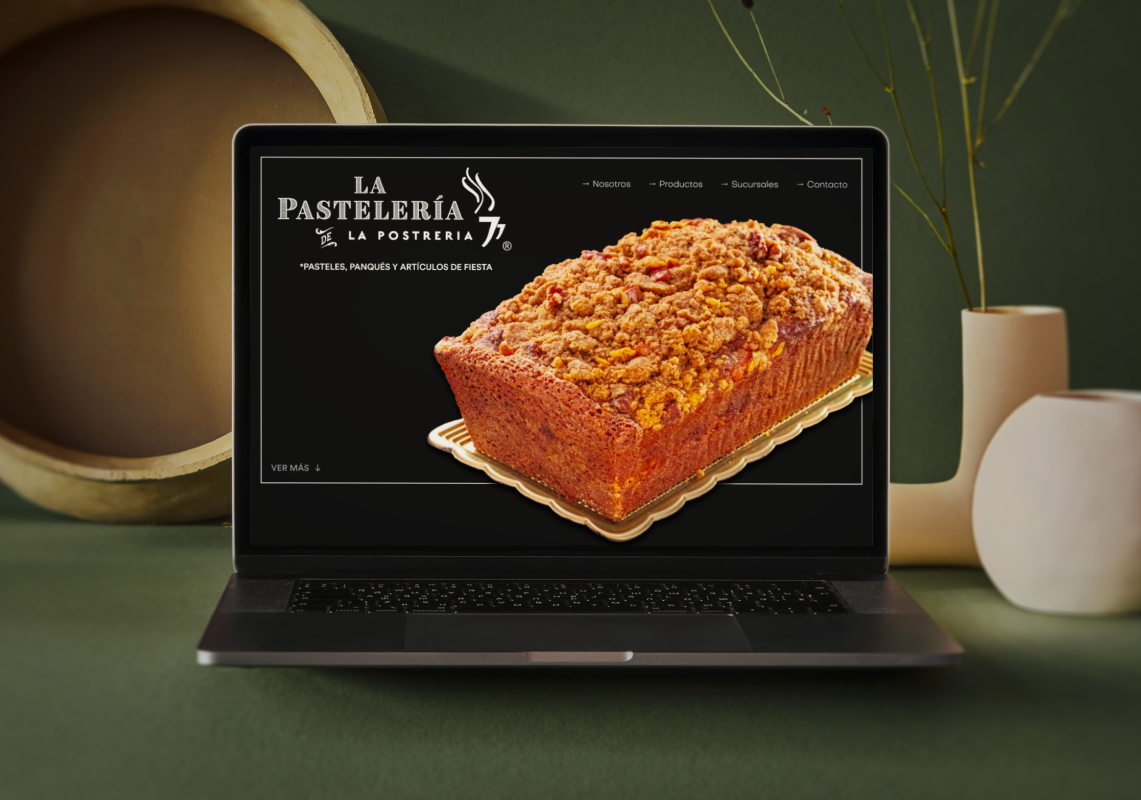 LA
PASTELERÍA
DE LA POSTRERIA 77 ®
*PASTELES, PANQUÉS Y ARTÍCULOS DE FIESTA
→ Nosotros → Productos → Sucursales → Contacto
VER MÁS ↓